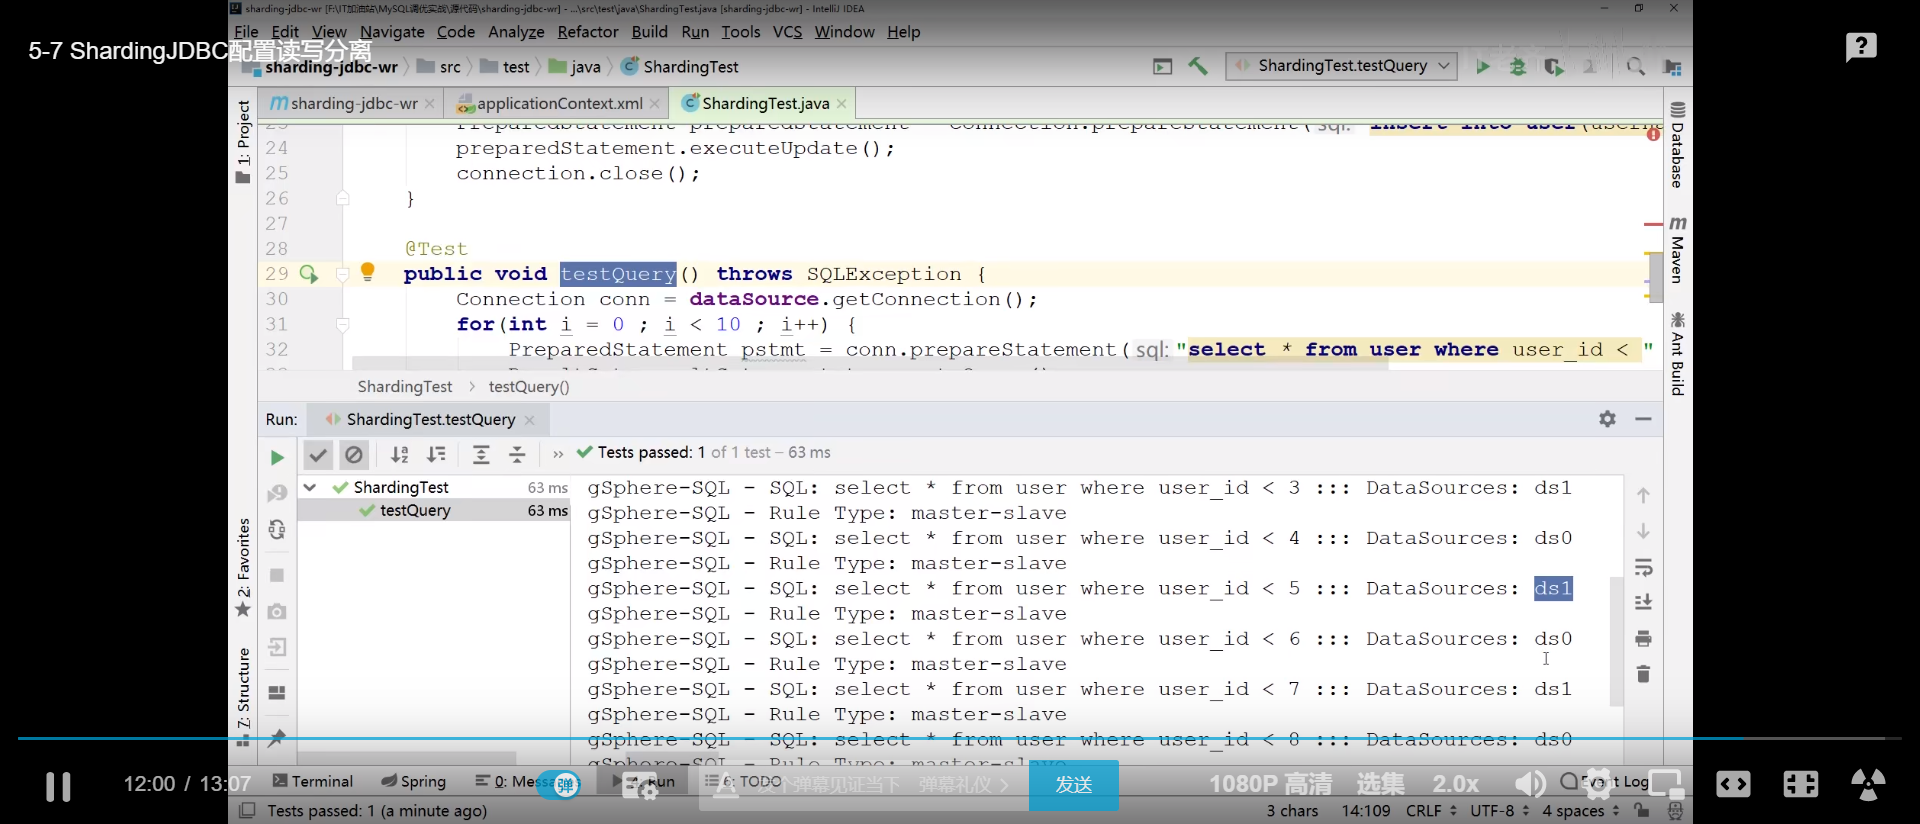 sharding-jdbc-wr [F:\IT加油站\MySQL调优实战\源代码\sharding-jdbc-wr] - ...\src\test\java\ShardingTest.java [sharding-jdbc-wr] - IntelliJ IDEA
File Edit View Navigate Code Analyze Refactor Build Run Tools VCS Window Help
5-7 ShardingJDBC配置读写分离
sharding-jdbc-wr src test java ShardingTest
ShardingTest.testQuery
sharding-jdbc-wr applicationContext.xml ShardingTest.java
1: Project
Database
Maven
Ant Build
24 preparedStatement.executeUpdate();
25 connection.close();
26 }
27
28 @Test
29 public void testQuery() throws SQLException {
30 Connection conn = dataSource.getConnection();
31 for(int i = 0 ; i < 10 ; i++) {
32 PreparedStatement pstmt = conn.prepareStatement( sql: "select * from user where user_id < "
ShardingTest > testQuery()
Run: ShardingTest.testQuery
» Tests passed: 1 of 1 test – 63 ms
ShardingTest 63 ms
testQuery 63 ms
gSphere-SQL - SQL: select * from user where user_id < 3 ::: DataSources: ds1
gSphere-SQL - Rule Type: master-slave
gSphere-SQL - SQL: select * from user where user_id < 4 ::: DataSources: ds0
gSphere-SQL - Rule Type: master-slave
gSphere-SQL - SQL: select * from user where user_id < 5 ::: DataSources: ds1
gSphere-SQL - Rule Type: master-slave
gSphere-SQL - SQL: select * from user where user_id < 6 ::: DataSources: ds0
gSphere-SQL - Rule Type: master-slave
gSphere-SQL - SQL: select * from user where user_id < 7 ::: DataSources: ds1
gSphere-SQL - Rule Type: master-slave
gSphere-SQL - SQL: select * from user where user_id < 8 ::: DataSources: ds0
2: Favorites
7: Structure
Terminal Spring 0: Mess 6: TODO Event Log
12:00 / 13:07
弹
发个弹幕见证当下 弹幕礼仪 >
发送
1080P 高清 选集 2.0x
Tests passed: 1 (a minute ago)
3 chars 14:109 CRLF UTF-8 4 spaces